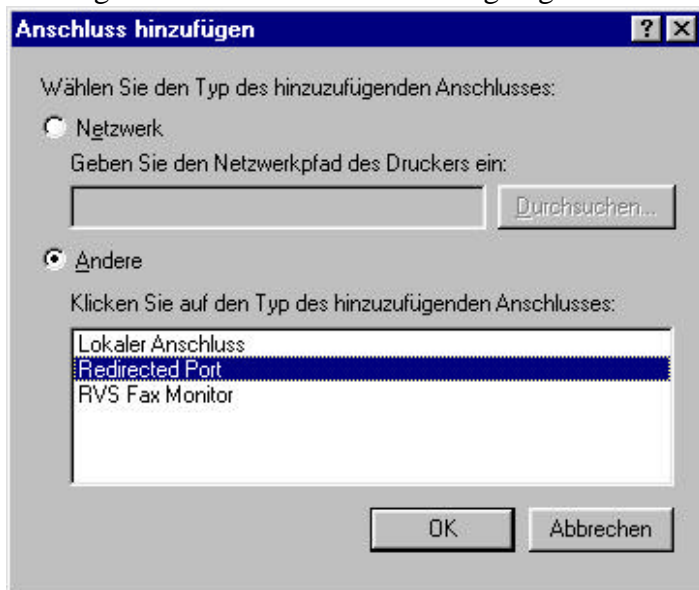 Anschluss hinzufügen
Wählen Sie den Typ des hinzuzufügenden Anschlusses:
Netzwerk
Geben Sie den Netzwerkpfad des Druckers ein:
Durchsuchen...
Andere
Klicken Sie auf den Typ des hinzuzufügenden Anschlusses:
Lokaler Anschluss
Redirected Port
RVS Fax Monitor
OK Abbrechen